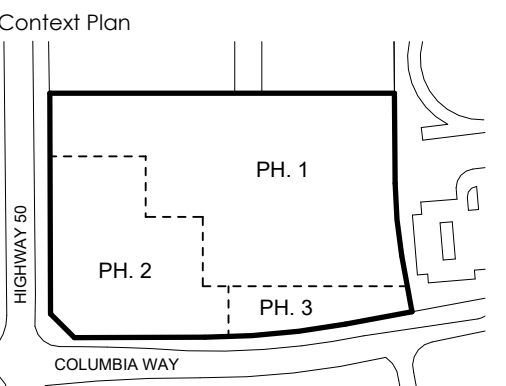 Context Plan
PH. 1
HIGHWAY 50
PH. 2
PH. 3
COLUMBIA WAY